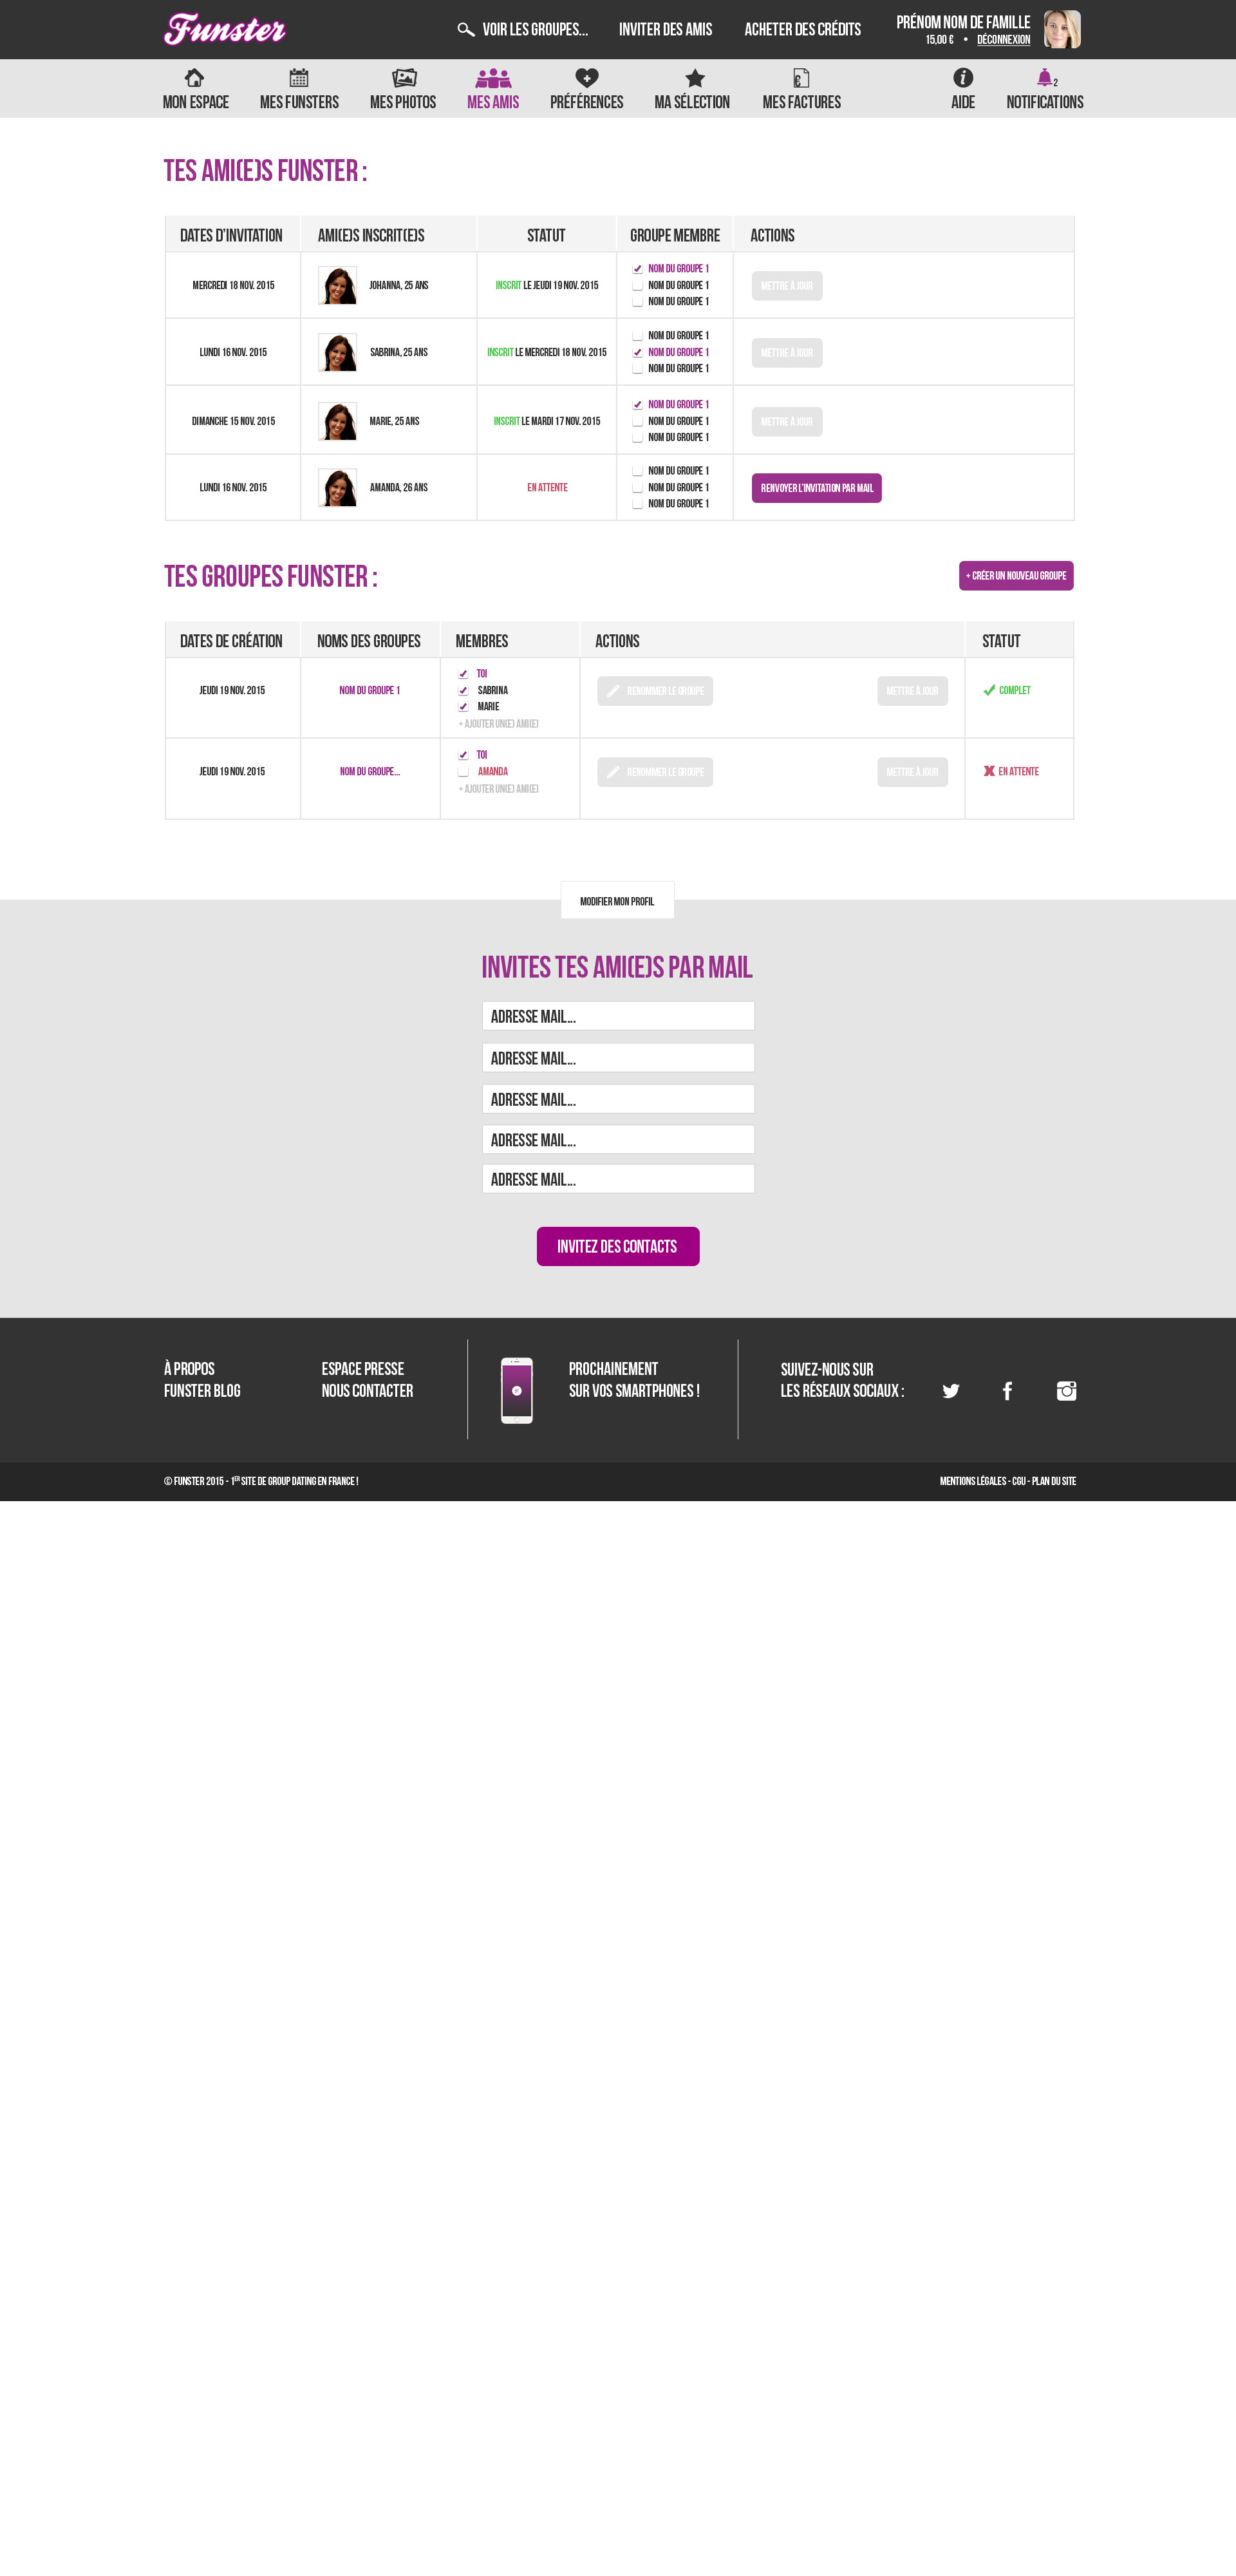 Funster
VOIR LES GROUPES...
INVITER DES AMIS
ACHETER DES CRÉDITS
PRÉNOM NOM DE FAMILLE
15,00 € • DÉCONNEXION
MON ESPACE
MES FUNSTERS
MES PHOTOS
MES AMIS
PRÉFÉRENCES
MA SÉLECTION
€
MES FACTURES
AIDE
2
NOTIFICATIONS
TES AMI(E)S FUNSTER :
DATES D'INVITATION
AMI(E)S INSCRIT(E)S
STATUT
GROUPE MEMBRE
ACTIONS
MERCREDI 18 NOV. 2015
JOHANNA, 25 ANS
INSCRIT LE JEUDI 19 NOV. 2015
NOM DU GROUPE 1
NOM DU GROUPE 1
NOM DU GROUPE 1
METTRE À JOUR
LUNDI 16 NOV. 2015
SABRINA, 25 ANS
INSCRIT LE MERCREDI 18 NOV. 2015
NOM DU GROUPE 1
NOM DU GROUPE 1
NOM DU GROUPE 1
METTRE À JOUR
DIMANCHE 15 NOV. 2015
MARIE, 25 ANS
INSCRIT LE MARDI 17 NOV. 2015
NOM DU GROUPE 1
NOM DU GROUPE 1
NOM DU GROUPE 1
METTRE À JOUR
LUNDI 16 NOV. 2015
AMANDA, 26 ANS
EN ATTENTE
NOM DU GROUPE 1
NOM DU GROUPE 1
NOM DU GROUPE 1
RENVOYER L'INVITATION PAR MAIL
TES GROUPES FUNSTER :
+ CRÉER UN NOUVEAU GROUPE
DATES DE CRÉATION
NOMS DES GROUPES
MEMBRES
ACTIONS
STATUT
JEUDI 19 NOV. 2015
NOM DU GROUPE 1
TOI
SABRINA
MARIE
+ AJOUTER UN(E) AMI(E)
RENOMMER LE GROUPE
METTRE À JOUR
COMPLET
JEUDI 19 NOV. 2015
NOM DU GROUPE...
TOI
AMANDA
+ AJOUTER UN(E) AMI(E)
RENOMMER LE GROUPE
METTRE À JOUR
EN ATTENTE
MODIFIER MON PROFIL
INVITES TES AMI(E)S PAR MAIL
ADRESSE MAIL...
ADRESSE MAIL...
ADRESSE MAIL...
ADRESSE MAIL...
ADRESSE MAIL...
INVITEZ DES CONTACTS
À PROPOS
FUNSTER BLOG
ESPACE PRESSE
NOUS CONTACTER
PROCHAINEMENT
SUR VOS SMARTPHONES !
SUIVEZ-NOUS SUR
LES RÉSEAUX SOCIAUX :
© FUNSTER 2015 - 1ER SITE DE GROUP DATING EN FRANCE !
MENTIONS LÉGALES - CGU - PLAN DU SITE